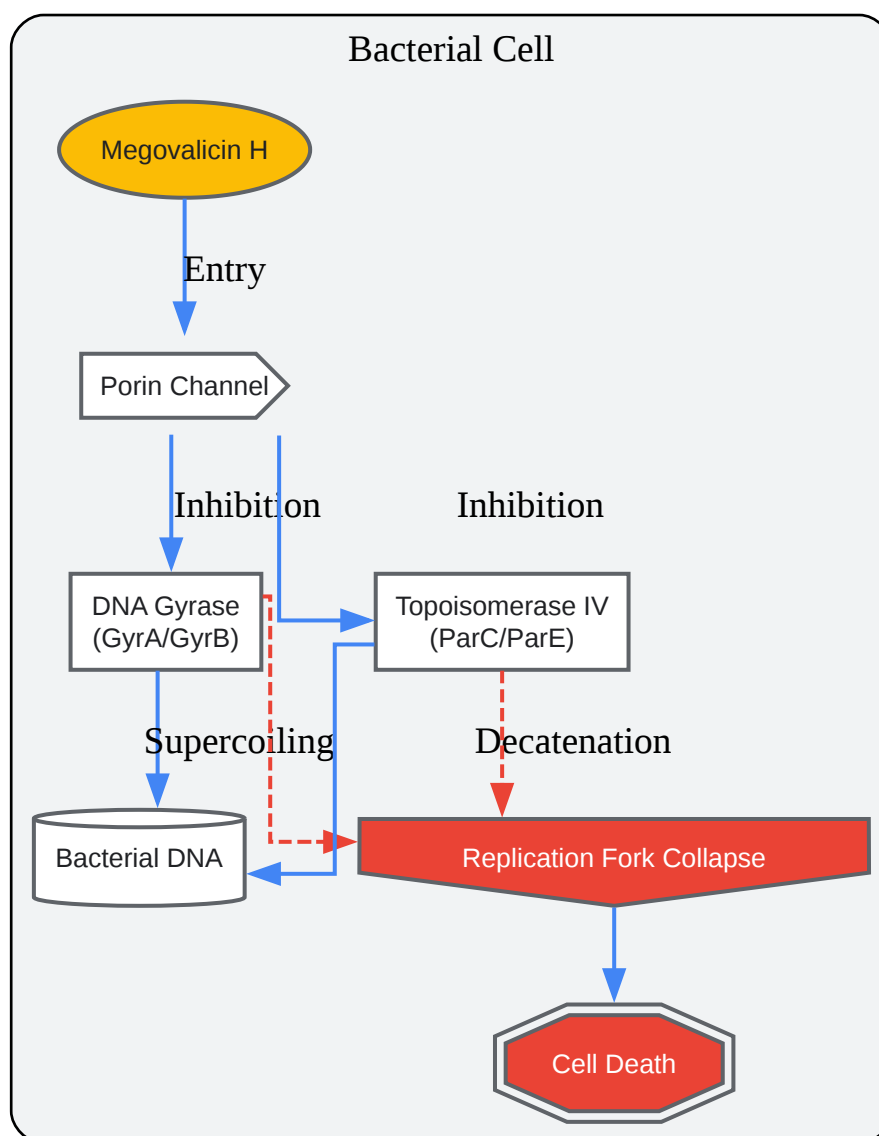 Bacterial Cell
Megovalicin H
Entry
Porin Channel
Inhibition
Inhibition
DNA Gyrase
(GyrA/GyrB)
Topoisomerase IV
(ParC/ParE)
Supercoiling
Decatenation
Bacterial DNA
Replication Fork Collapse
Cell Death